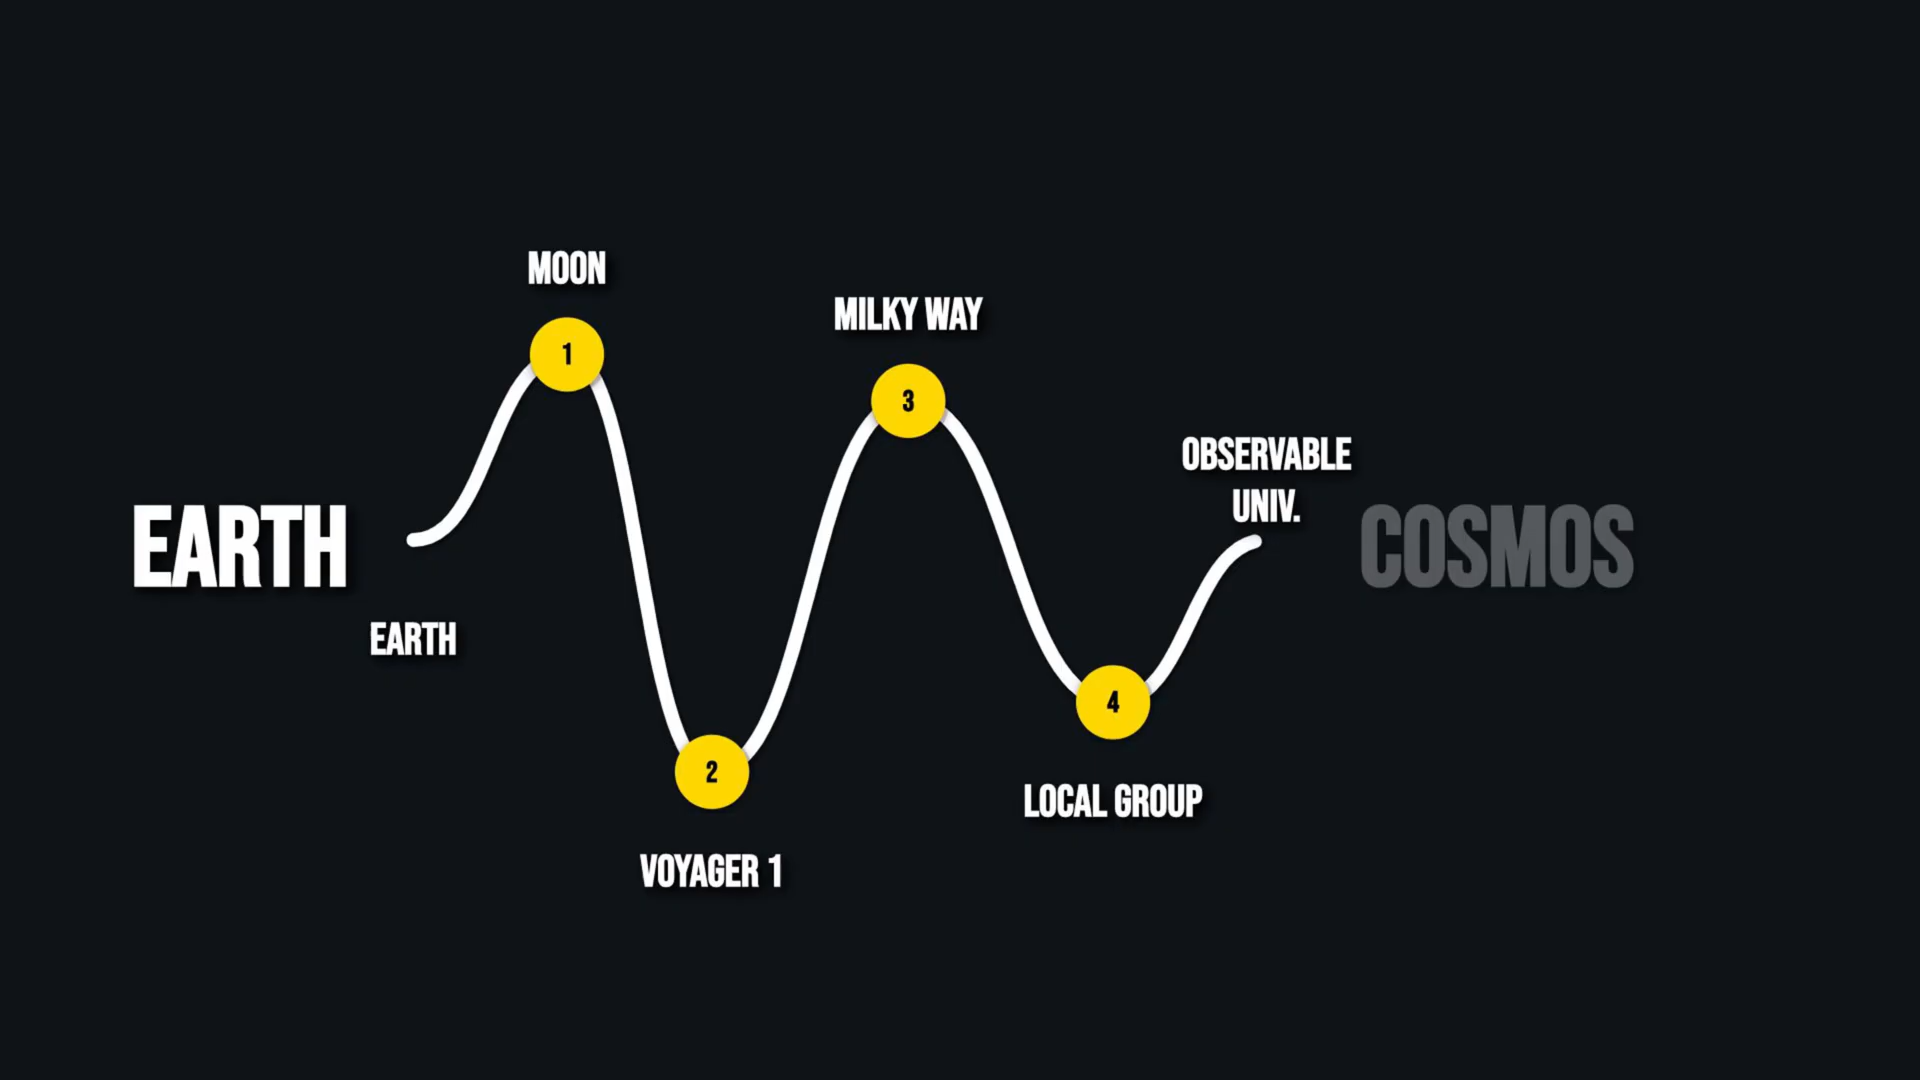 EARTH
EARTH
MOON
1
2
VOYAGER 1
MILKY WAY
3
4
LOCAL GROUP
OBSERVABLE
UNIV.
COSMOS